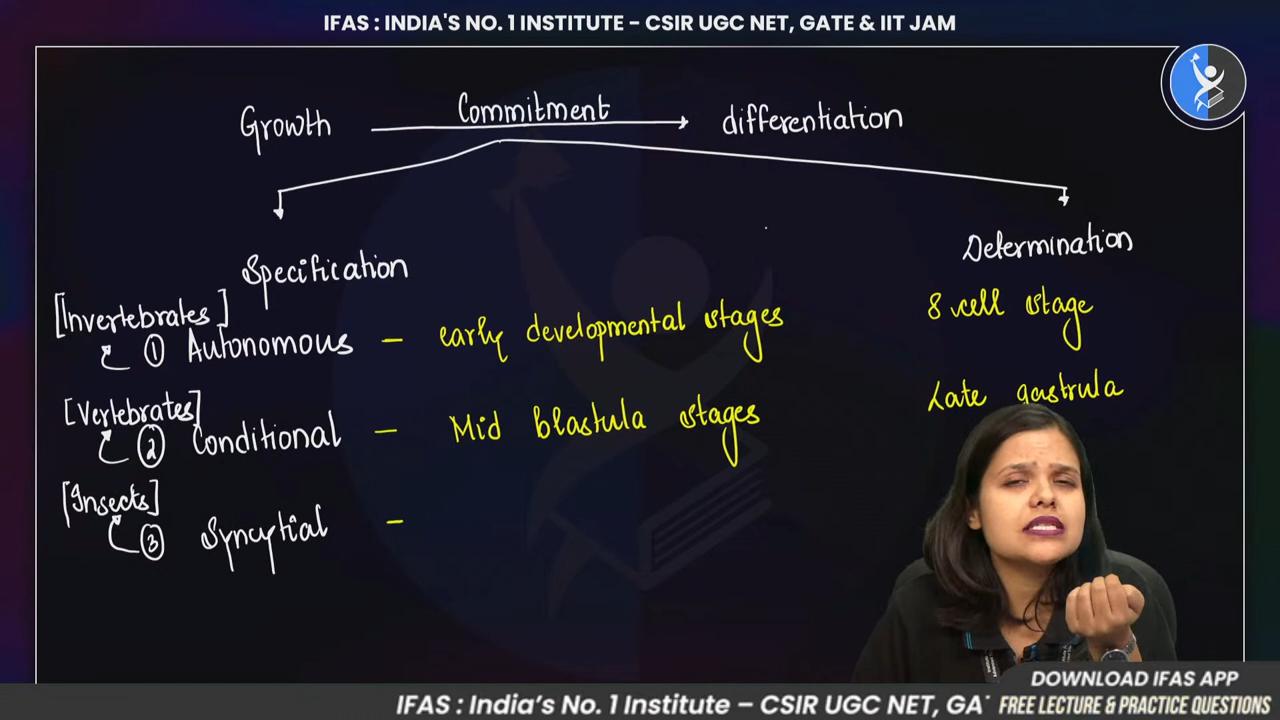 IFAS : INDIA'S NO. 1 INSTITUTE - CSIR UGC NET, GATE & IIT JAM
Growth Commitment differentiation
Specification Determination
[Invertebrates]
① Autonomous - early developmental stages 8 cell stage
[Vertebrates]
② Conditional - Mid blastula stages Late gastrula
[Insects]
③ Syncytial -
DOWNLOAD IFAS APP
IFAS : India's No. 1 Institute – CSIR UGC NET, GA
FREE LECTURE & PRACTICE QUESTIONS